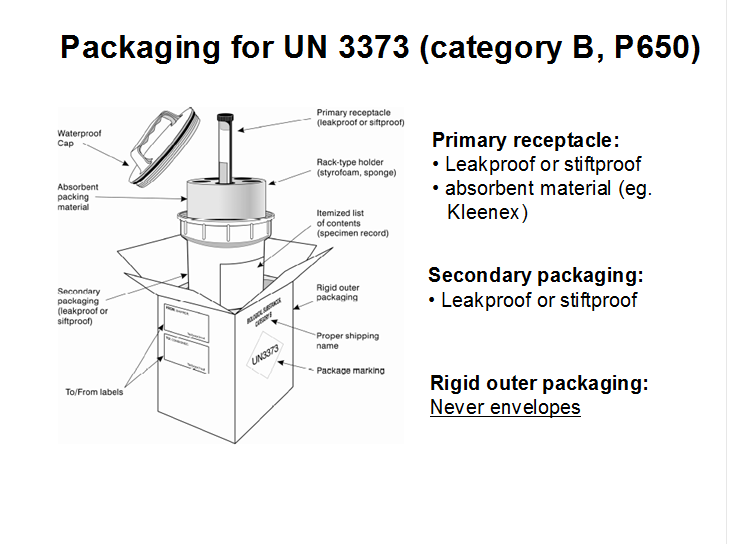 Packaging for UN 3373 (category B, P650)
Waterproof
Cap
Absorbent
packing
material
Secondary
packaging
(leakproof or
siftproof)
To/From labels
Primary receptacle
(leakproof or siftproof)
Rack-type holder
(styrofoam, sponge)
Itemized list
of contents
(specimen record)
Rigid outer
packaging
Proper shipping
name
Package marking
BIOLOGICAL SUBSTANCE,
CATEGORY B
UN3373
Primary receptacle:
• Leakproof or stiftproof
• absorbent material (eg.
Kleenex)
Secondary packaging:
• Leakproof or stiftproof
Rigid outer packaging:
Never envelopes